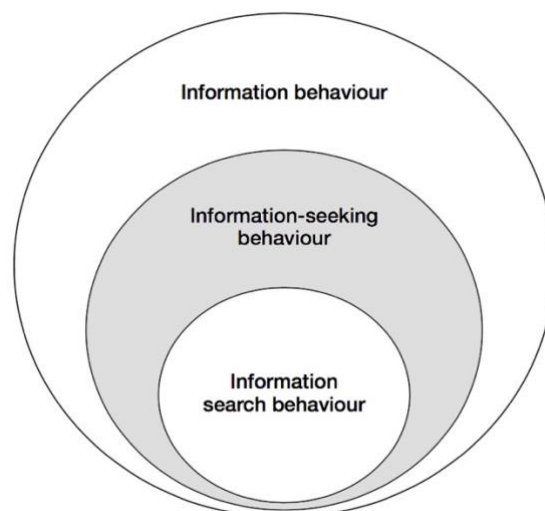 Information behaviour
Information-seeking
behaviour
Information
search behaviour